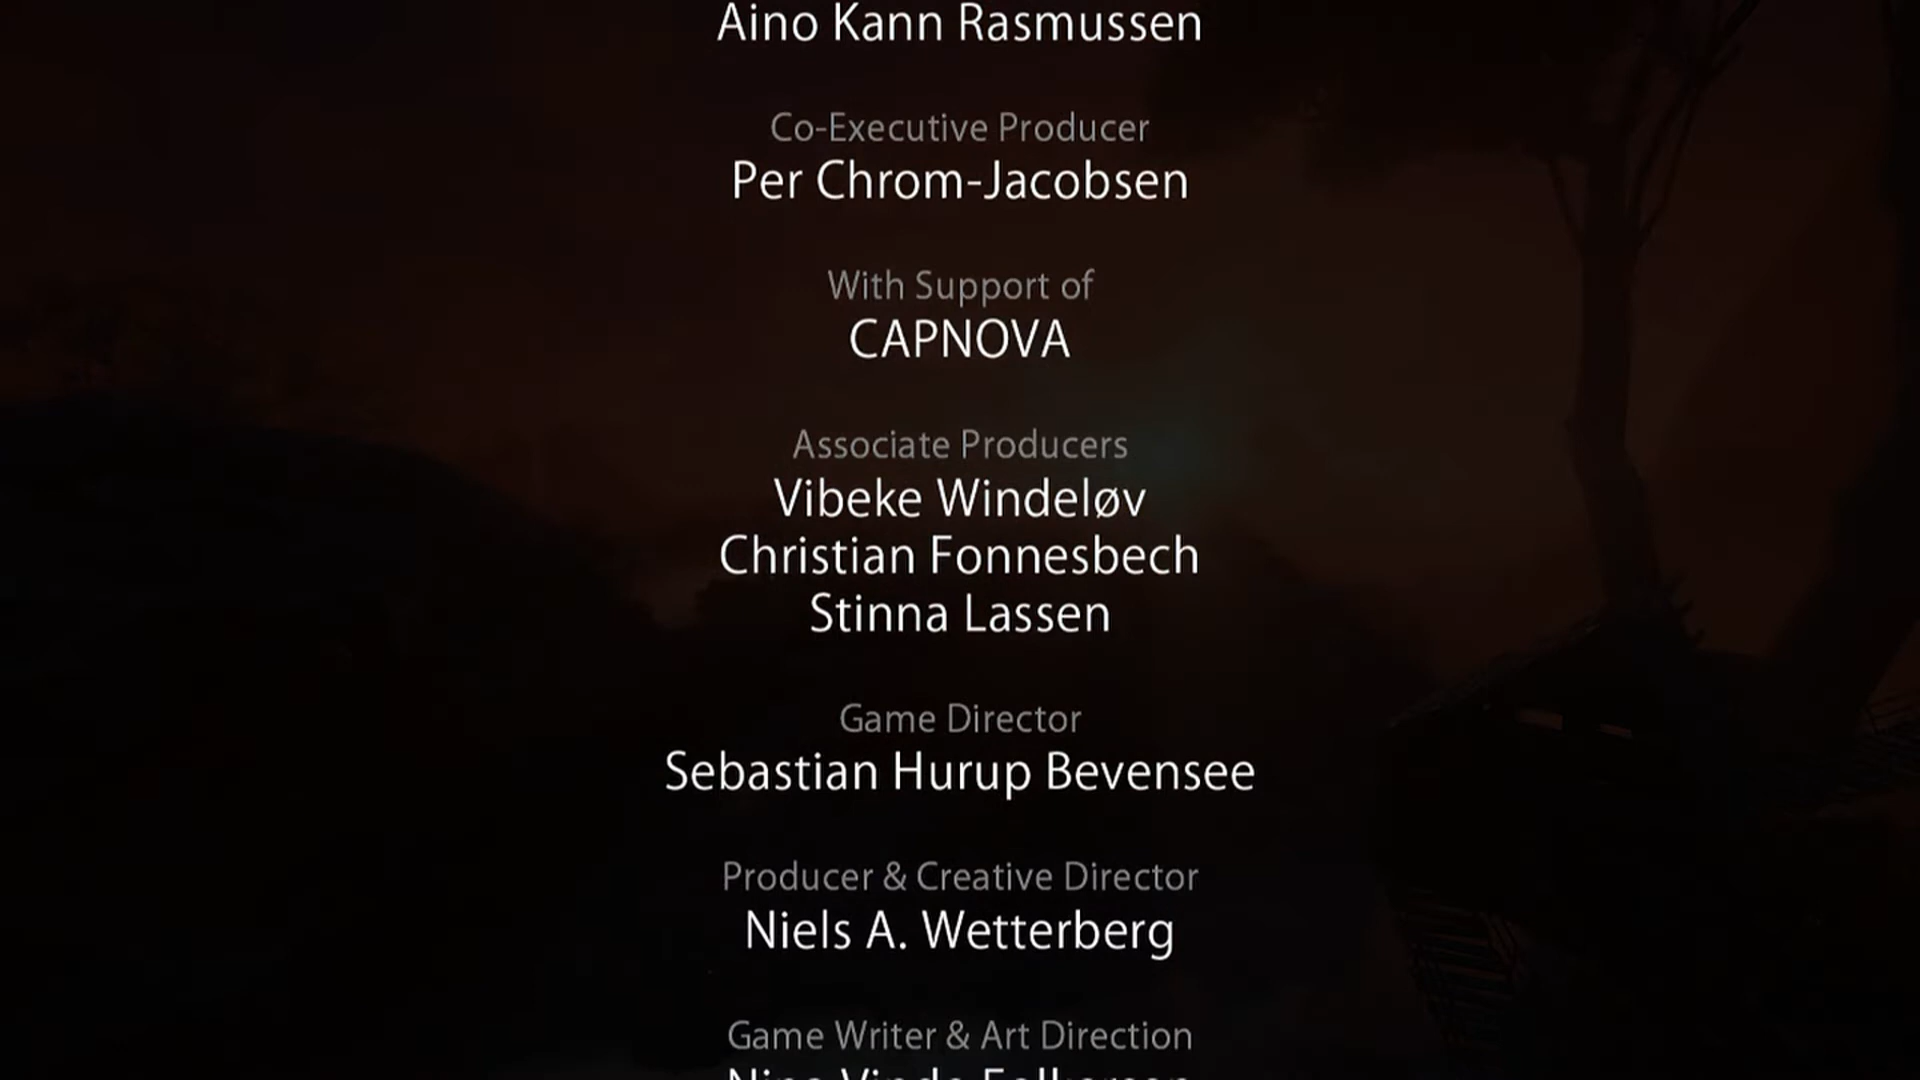 Aino Kann Rasmussen
Co-Executive Producer
Per Chrom-Jacobsen
With Support of
CAPNOVA
Associate Producers
Vibeke Windeløv
Christian Fonnesbech
Stinna Lassen
Game Director
Sebastian Hurup Bevensee
Producer & Creative Director
Niels A. Wetterberg
Game Writer & Art Direction